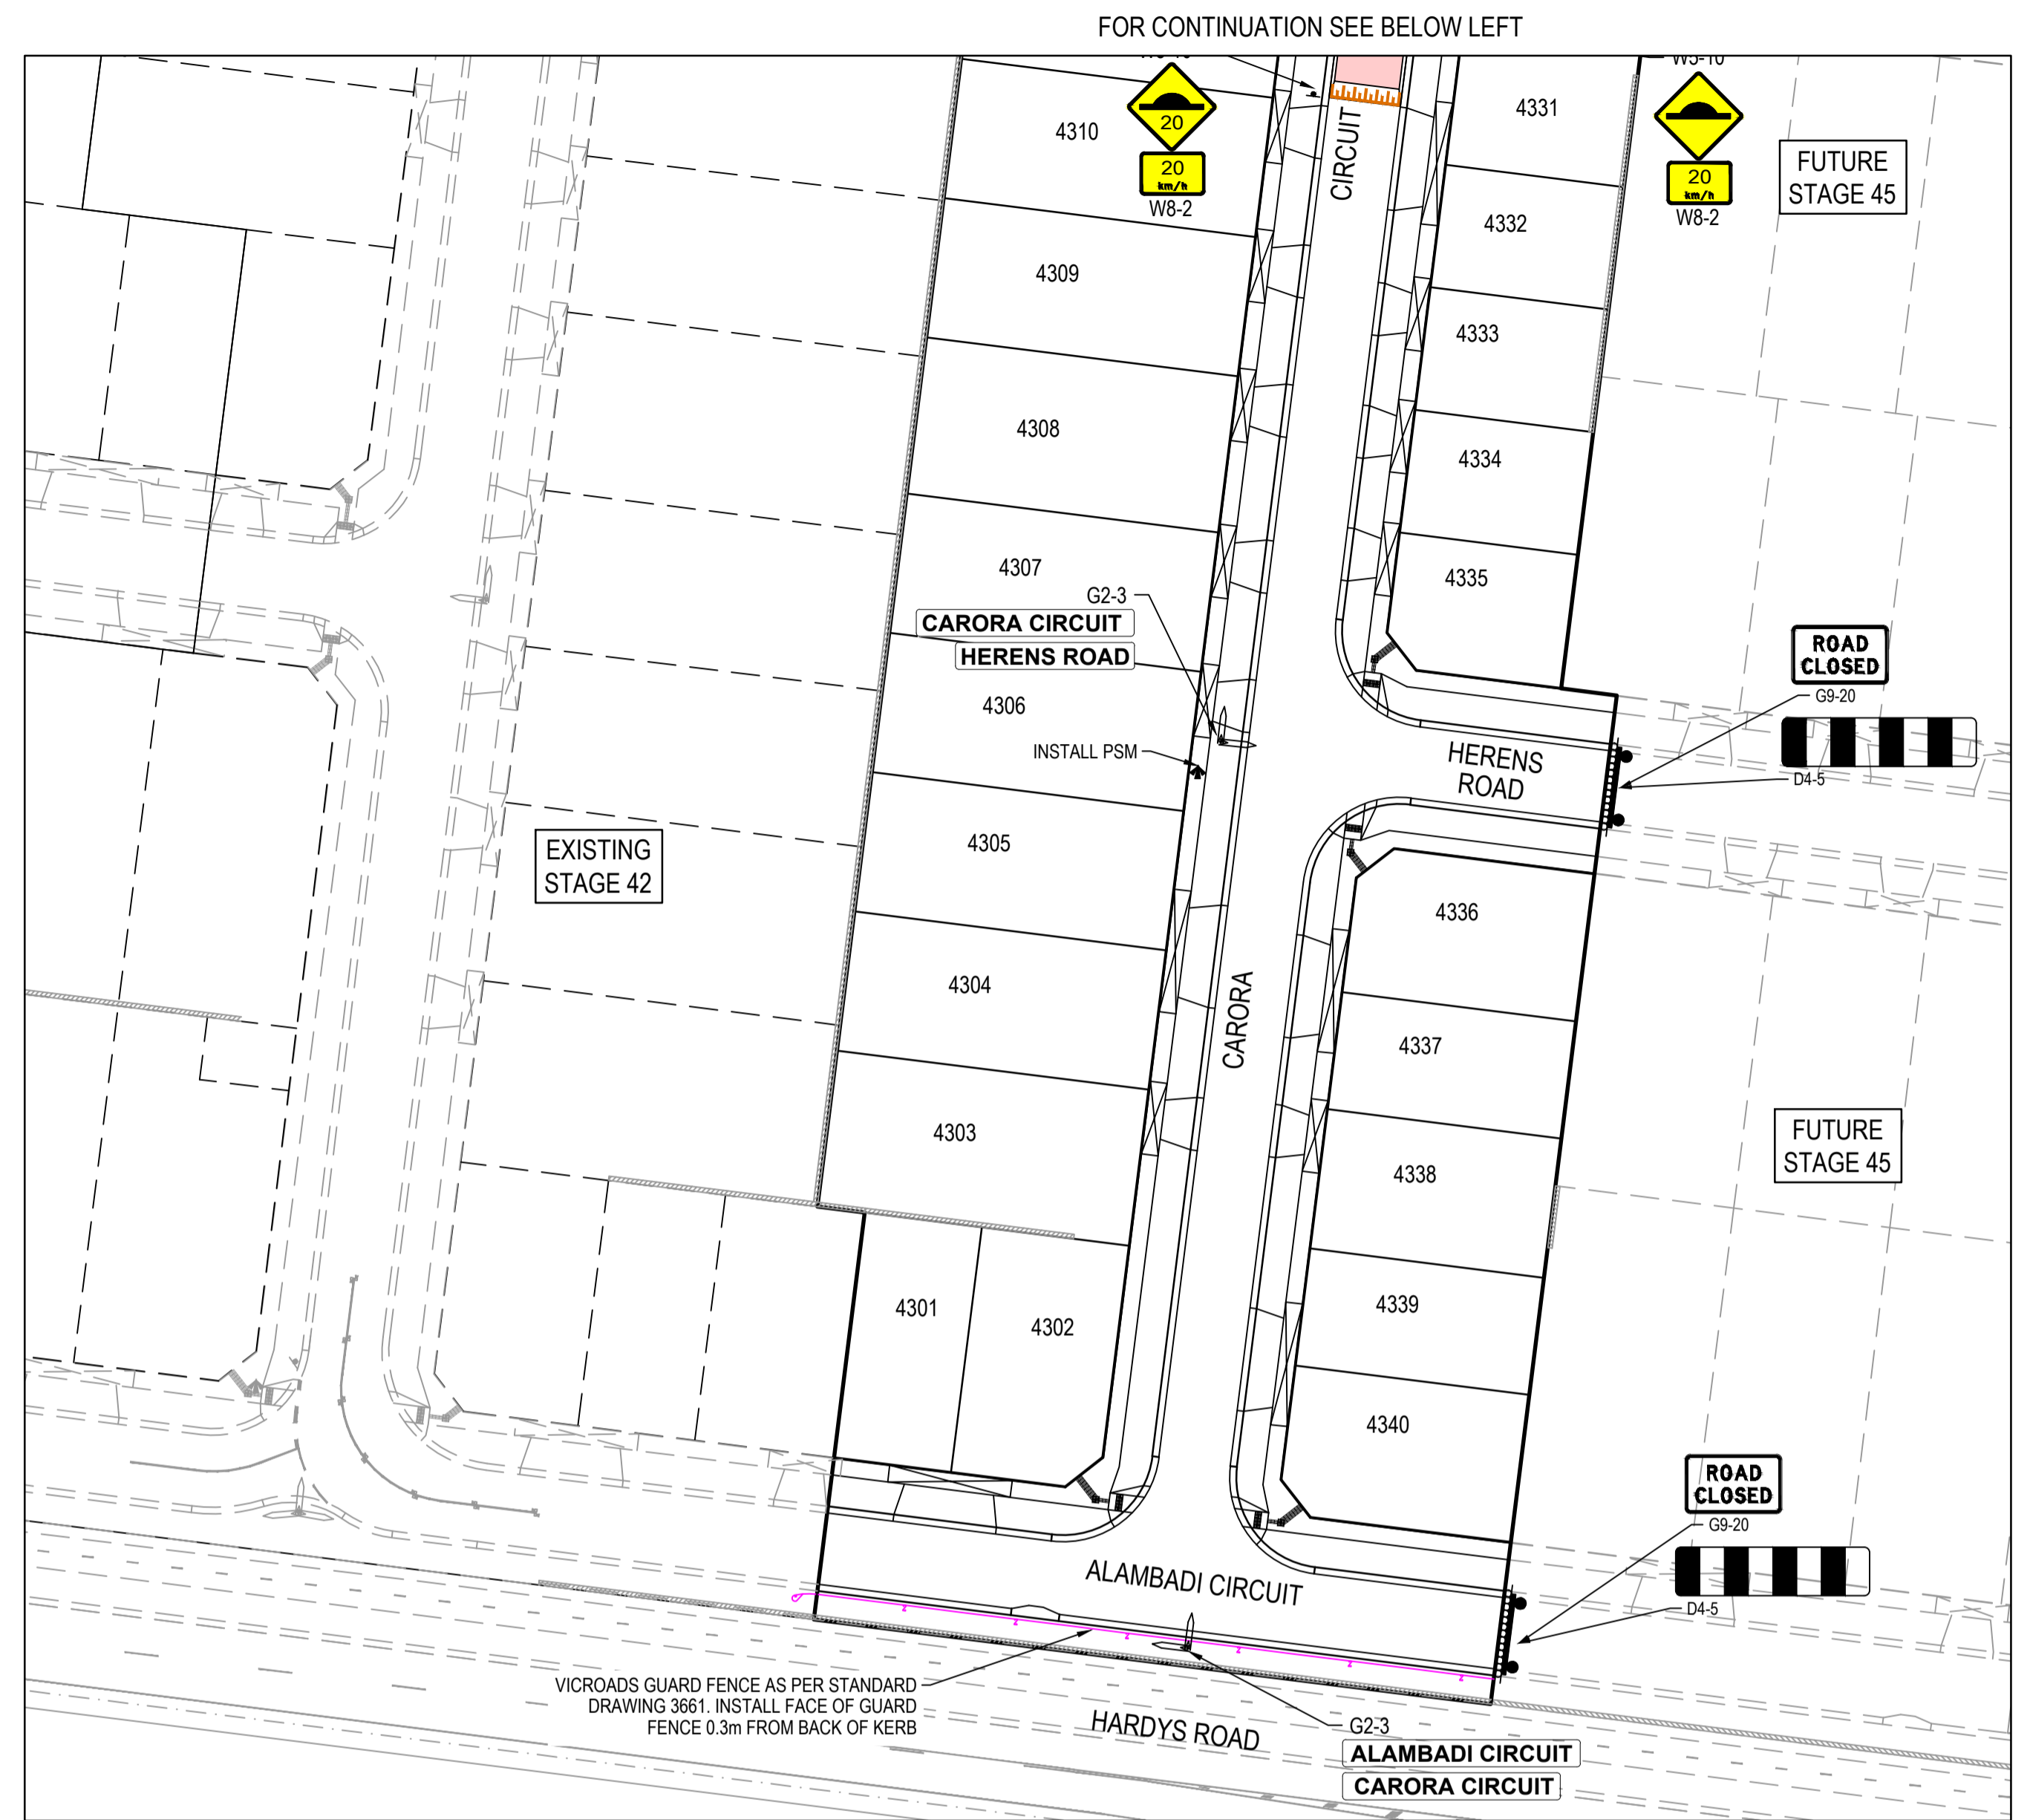 FOR CONTINUATION SEE BELOW LEFT
W5-10
20
20
km/h
W8-2
20
km/h
W8-2
FUTURE
STAGE 45
4310
4309
4308
4307
4306
4305
4304
4303
4301
4302
CIRCUIT
4331
4332
4333
4334
4335
G2-3
CARORA CIRCUIT
HERENS ROAD
INSTALL PSM
HERENS
ROAD
ROAD
CLOSED
G9-20
D4-5
EXISTING
STAGE 42
CARORA
4336
4337
4338
4339
4340
FUTURE
STAGE 45
ROAD
CLOSED
G9-20
D4-5
ALAMBADI CIRCUIT
VICROADS GUARD FENCE AS PER STANDARD
DRAWING 3661. INSTALL FACE OF GUARD
FENCE 0.3m FROM BACK OF KERB
HARDYS ROAD
G2-3
ALAMBADI CIRCUIT
CARORA CIRCUIT